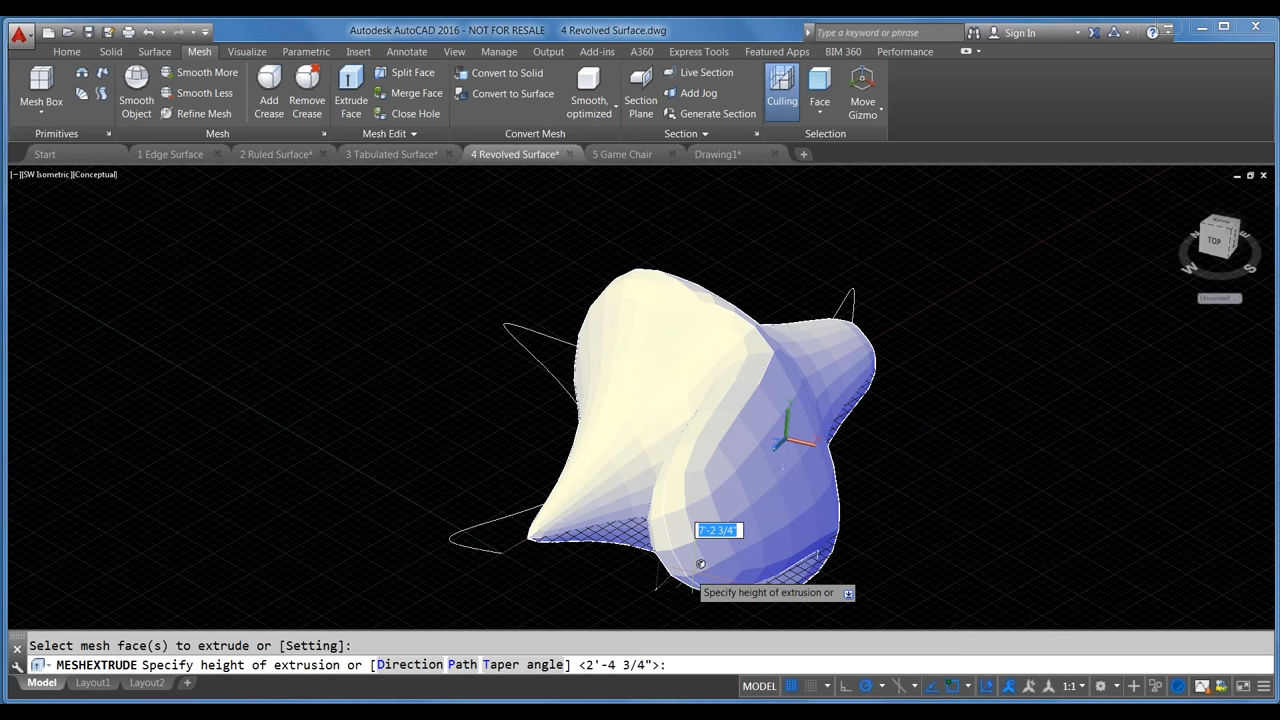 Autodesk AutoCAD 2016 - NOT FOR RESALE 4 Revolved Surface.dwg
Type a keyword or phrase
Sign In
Home Solid Surface Mesh Visualize Parametric Insert Annotate View Manage Output Add-ins A360 Express Tools Featured Apps BIM 360 Performance
Mesh Box
Smooth Object
Smooth More
Smooth Less
Refine Mesh
Add Crease
Remove Crease
Extrude Face
Split Face
Merge Face
Close Hole
Convert to Solid
Convert to Surface
Smooth, optimized
Section Plane
Live Section
Add Jog
Generate Section
Culling
Face
Move Gizmo
Primitives Mesh Mesh Edit Convert Mesh Section Selection
Start 1 Edge Surface 2 Ruled Surface* 3 Tabulated Surface* 4 Revolved Surface* 5 Game Chair Drawing1*
[−][SW Isometric][Conceptual]
N E
TOP
W S
Unnamed
7'-2 3/4"
Specify height of extrusion or
Select mesh face(s) to extrude or [Setting]:
MESHEXTRUDE Specify height of extrusion or [Direction Path Taper angle] <2'-4 3/4">:
Model Layout1 Layout2 +
MODEL 1:1